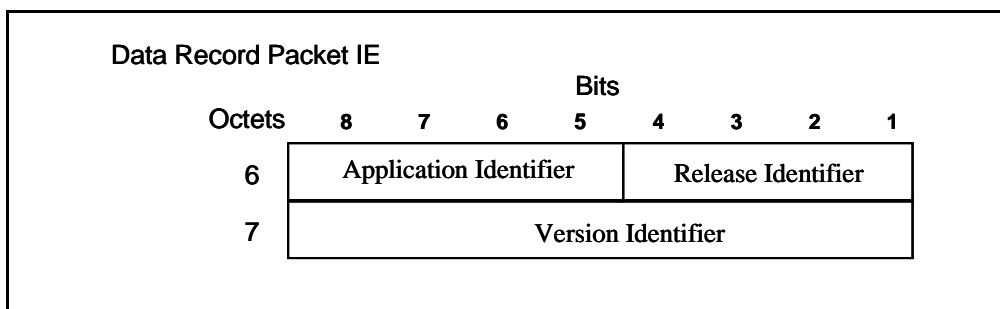 Data Record Packet IE
Bits
Octets 8 7 6 5 4 3 2 1
6 Application Identifier Release Identifier
7 Version Identifier